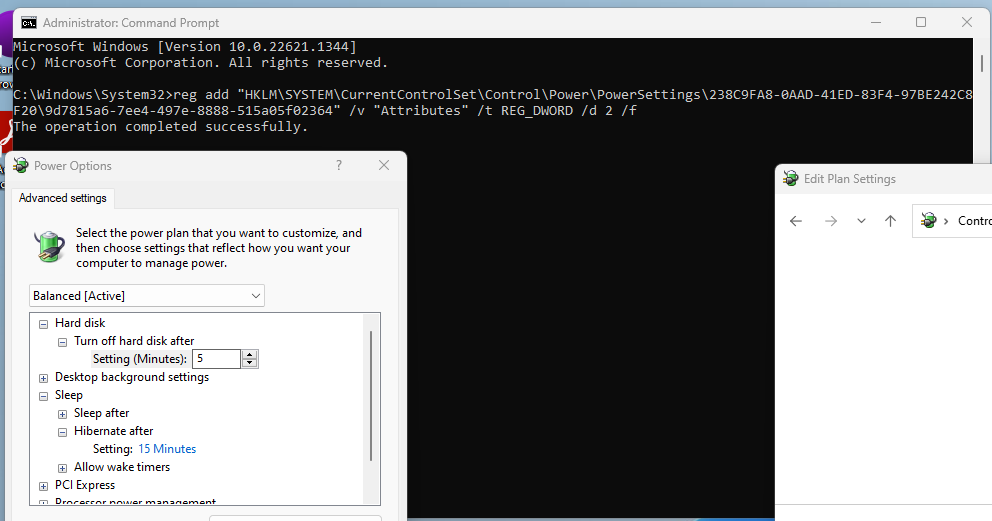 Administrator: Command Prompt
Microsoft Windows [Version 10.0.22621.1344]
(c) Microsoft Corporation. All rights reserved.
C:\Windows\System32>reg add "HKLM\SYSTEM\CurrentControlSet\Control\Power\PowerSettings\238C9FA8-0AAD-41ED-83F4-97BE242C8
F20\9d7815a6-7ee4-497e-8888-515a05f02364" /v "Attributes" /t REG_DWORD /d 2 /f
The operation completed successfully.
Power Options
?
Advanced settings
Select the power plan that you want to customize, and
then choose settings that reflect how you want your
computer to manage power.
Balanced [Active]
Hard disk
Turn off hard disk after
Setting (Minutes): 5
Desktop background settings
Sleep
Sleep after
Hibernate after
Setting: 15 Minutes
Allow wake timers
PCI Express
Processor power management
Edit Plan Settings
Contro